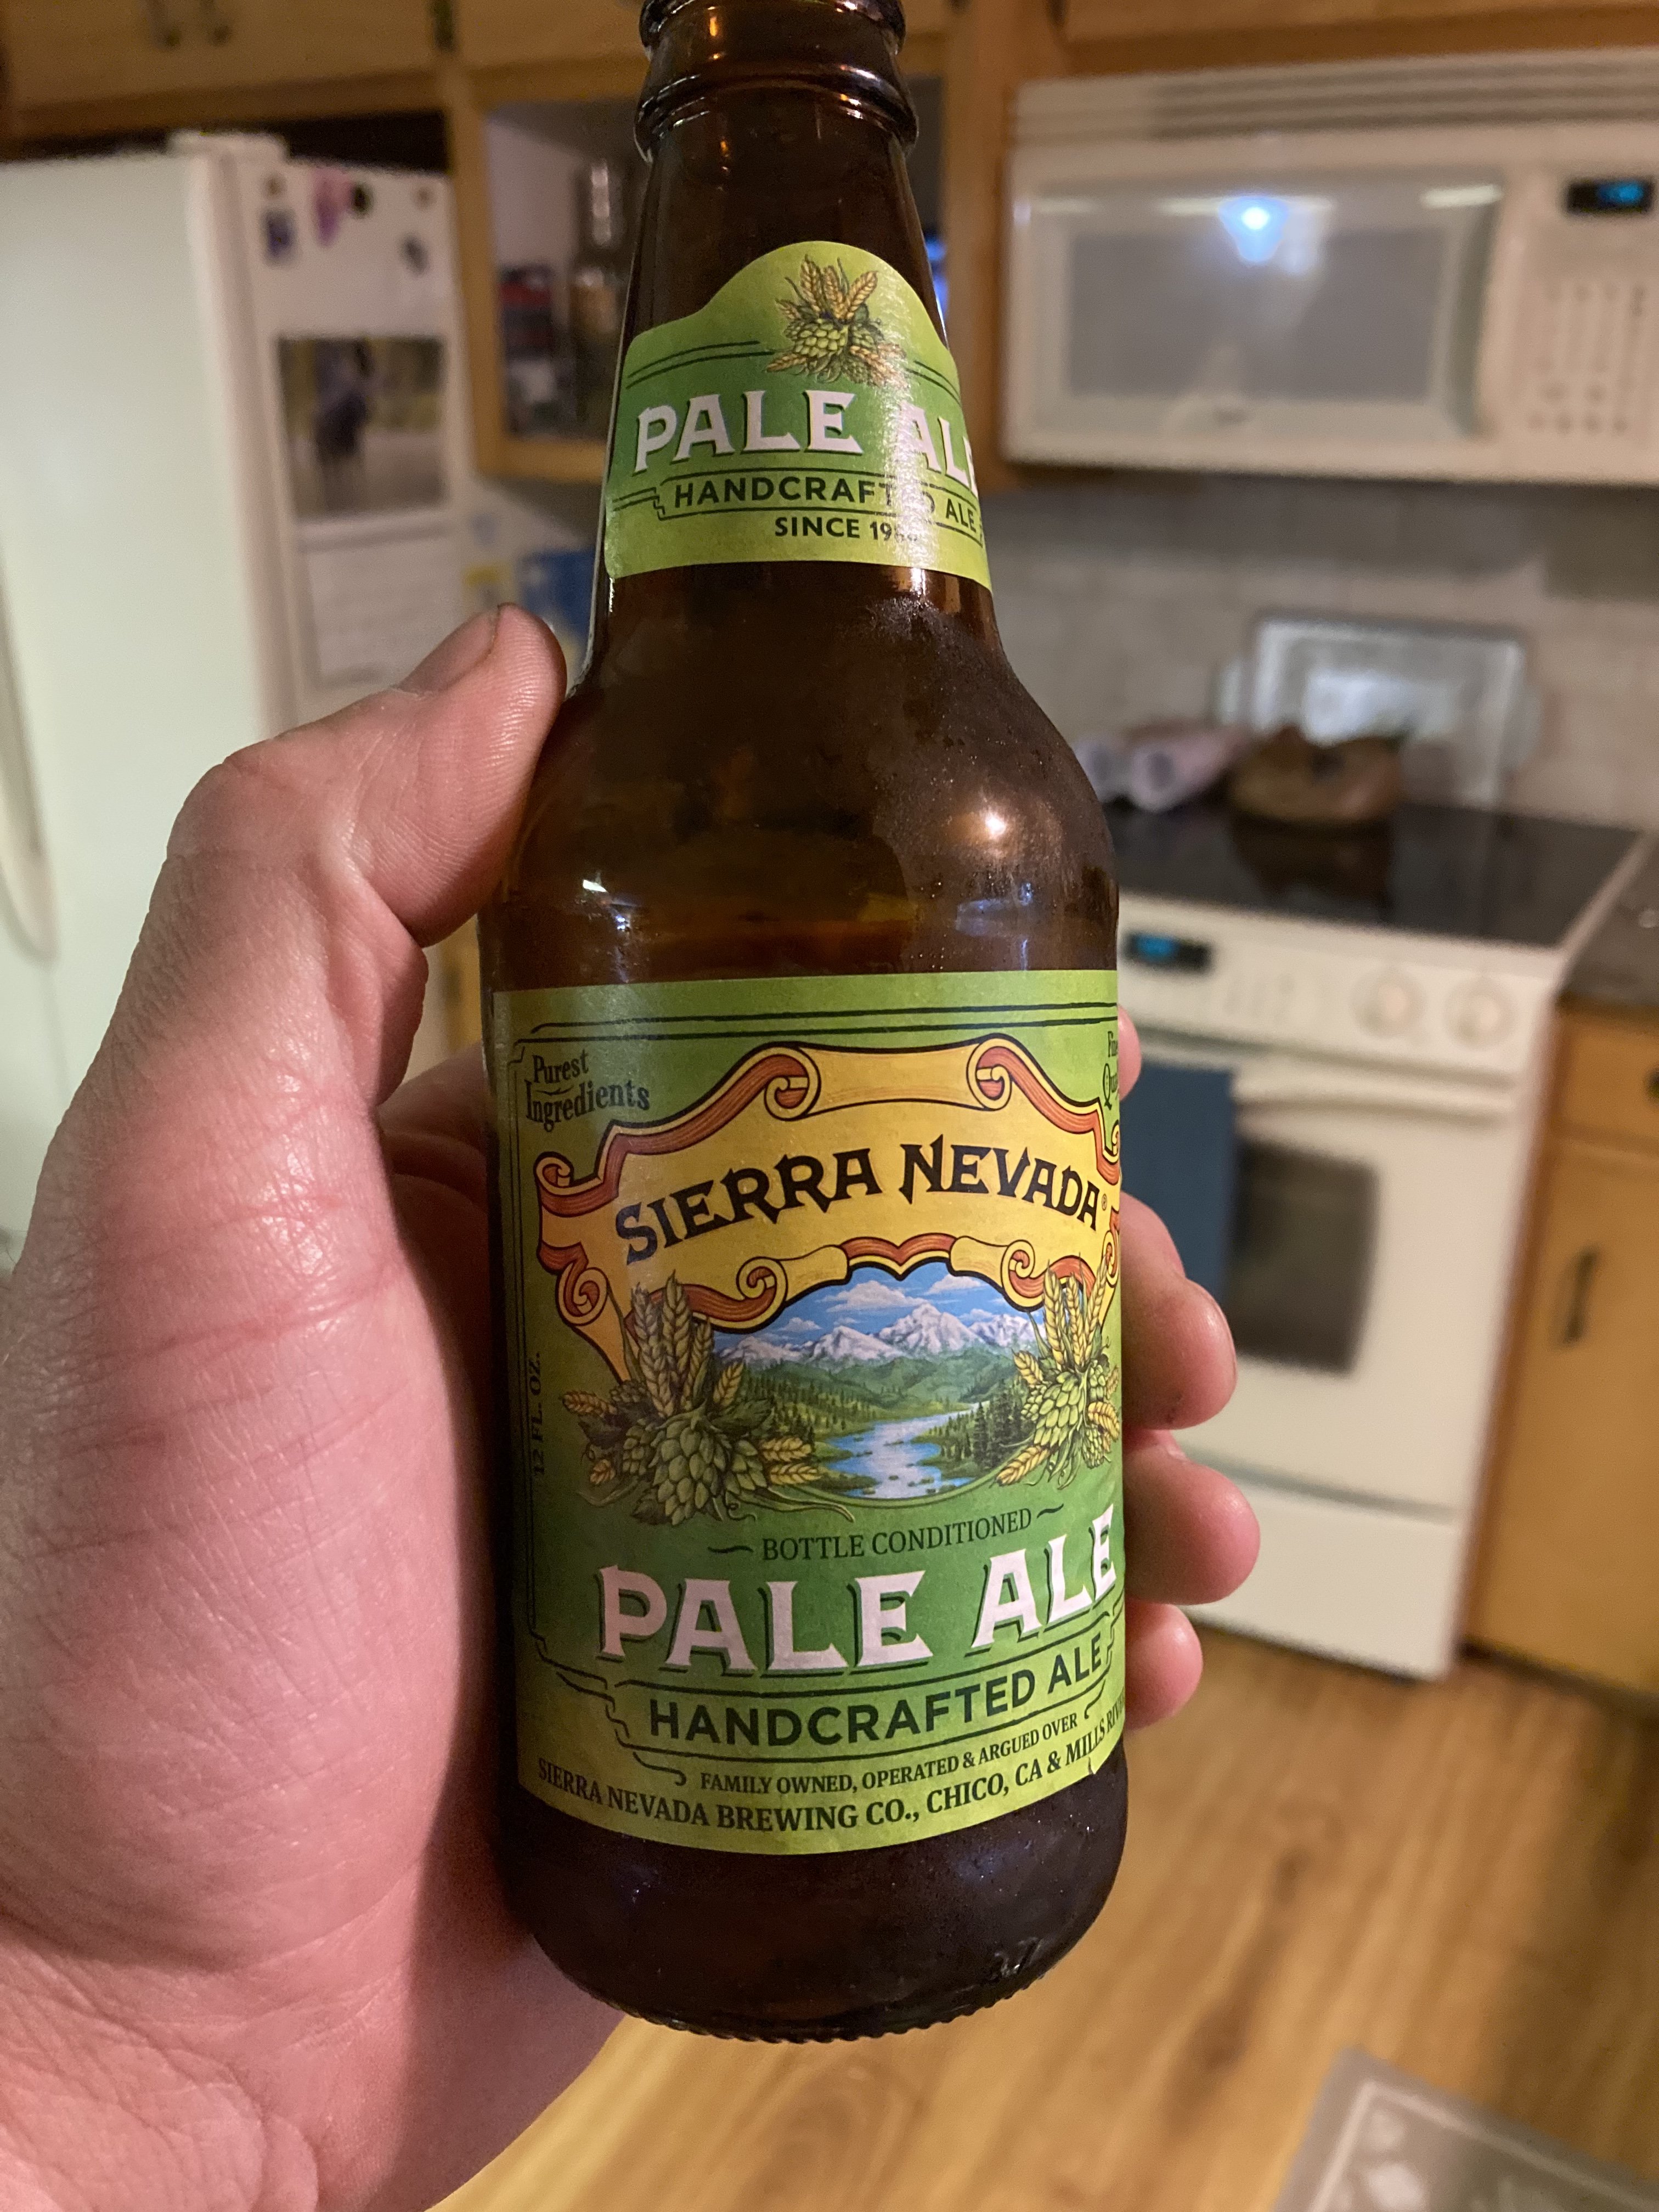 PALE AL
HANDCRAFTED ALE
SINCE 19
Purest
Ingredients
SIERRA NEVADA®
12 FL. OZ.
BOTTLE CONDITIONED
PALE ALE
HANDCRAFTED ALE
FAMILY OWNED, OPERATED & ARGUED OVER
SIERRA NEVADA BREWING CO., CHICO, CA & MILLS RIV